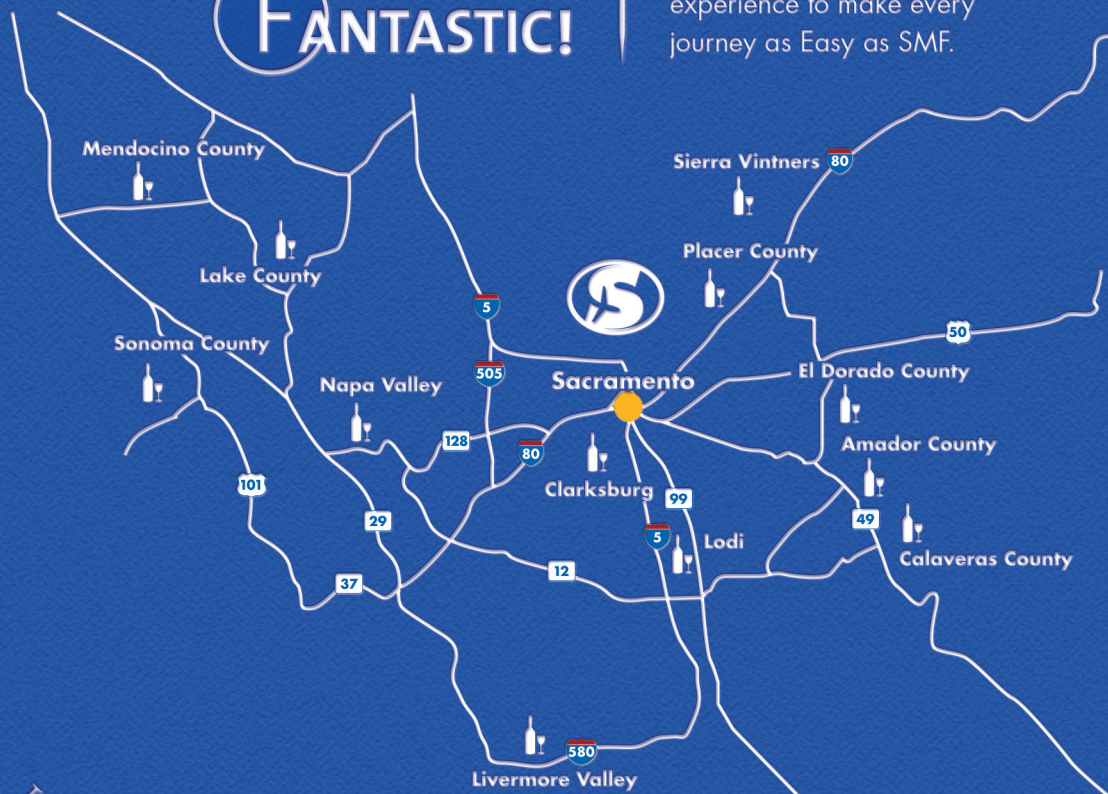 FANTASTIC!
experience to make every
journey as Easy as SMF.
Mendocino County
Sierra Vintners
80
Placer County
Lake County
S
5
50
Sonoma County
505
El Dorado County
Napa Valley
Sacramento
128
80
Amador County
Clarksburg
101
99
29
49
5
Lodi
Calaveras County
12
37
580
Livermore Valley